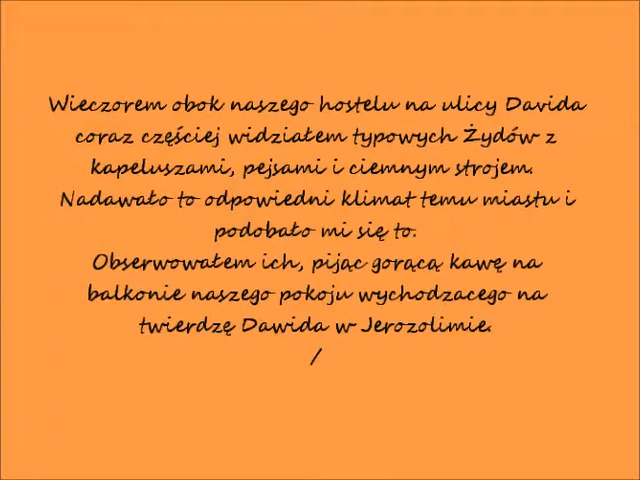 Wieczorem obok naszego hostelu na ulicy Davida
coraz częściej widziałem typowych Żydów z
kapeluszami, pejsami i ciemnym strojem.
Nadawało to odpowiedni klimat temu miastu i
podobało mi się to.
Obserwowałem ich, pijąc gorącą kawę na
balkonie naszego pokoju wychodzacego na
twierdzę Dawida w Jerozolimie.
/